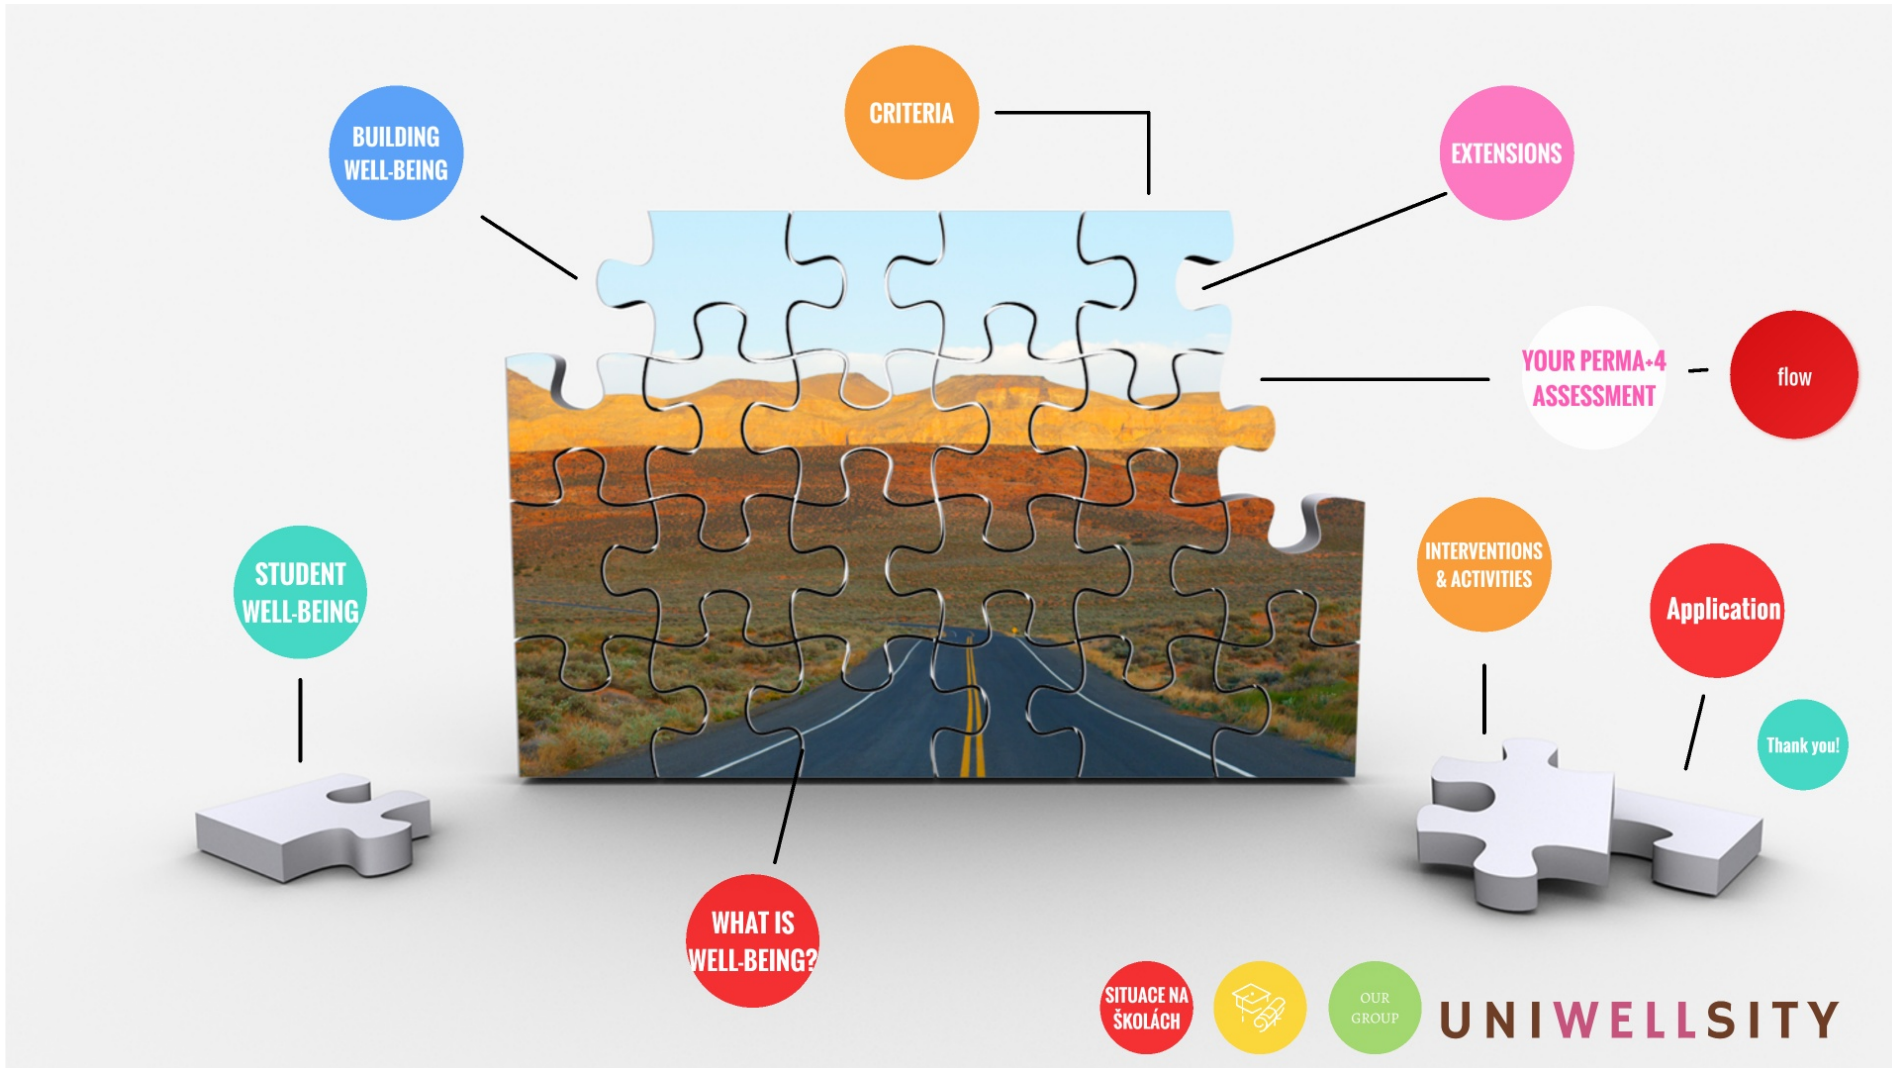 CRITERIA
BUILDING
WELL-BEING
EXTENSIONS
YOUR PERMA+4
ASSESSMENT
flow
INTERVENTIONS
& ACTIVITIES
STUDENT
WELL-BEING
Application
Thank you!
WHAT IS
WELL-BEING?
SITUACE NA
ŠKOLÁCH
OUR
GROUP
UNIWELLSITY